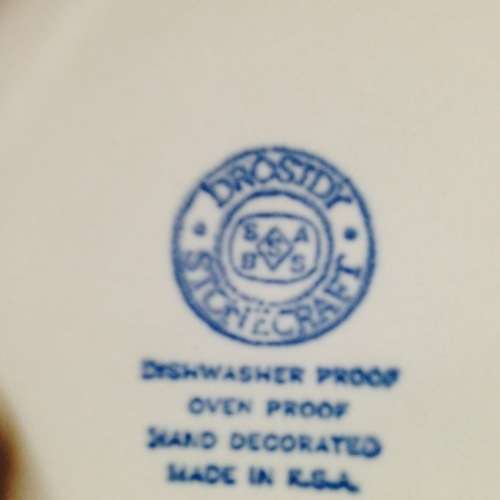 DROSTDY
S A
B S
STONECRAFT
DISHWASHER PROOF
OVEN PROOF
HAND DECORATED
MADE IN R.S.A.